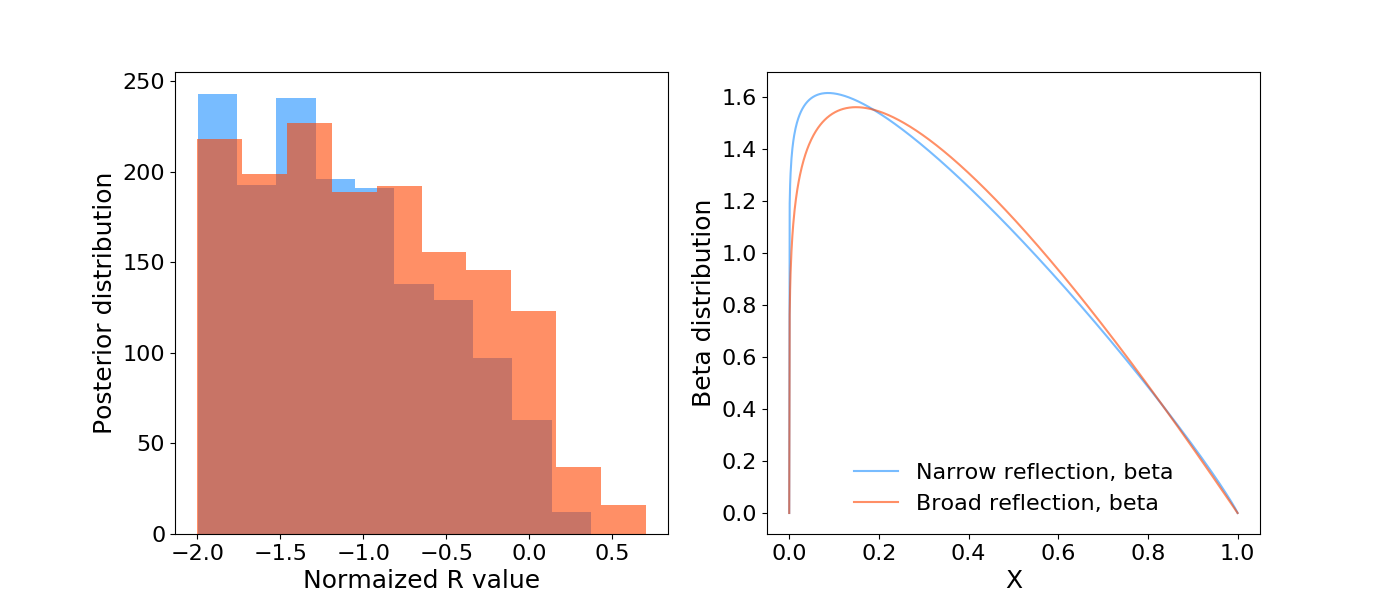 Posterior distribution
250
200
150
100
50
0
−2.0 −1.5 −1.0 −0.5 0.0 0.5
Normaized R value
Beta distribution
1.6
1.4
1.2
1.0
0.8
0.6
0.4
0.2
0.0
Narrow reflection, beta
Broad reflection, beta
0.0 0.2 0.4 0.6 0.8 1.0
X